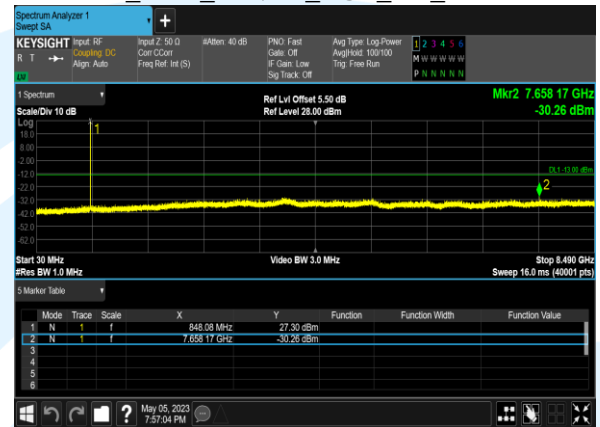 Spectrum Analyzer 1
Swept SA
KEYSIGHT
R T
Input: RF
Coupling: DC
Align: Auto
Input Z: 50 Ω
Corr CCorr
Freq Ref: Int (S)
#Atten: 40 dB
PNO: Fast
Gate: Off
IF Gain: Low
Sig Track: Off
Avg Type: Log-Power
Avg|Hold: 100/100
Trig: Free Run
1 2 3 4 5 6
M W W W W W
P N N N N N
1 Spectrum
Scale/Div 10 dB
Ref Lvl Offset 5.50 dB
Ref Level 28.00 dBm
Mkr2 7.658 17 GHz
-30.26 dBm
Log
18.0
8.00
-2.00
-12.0
-22.0
-32.0
-42.0
-52.0
-62.0
1
DL1 -13.00 dBm
2
Start 30 MHz
#Res BW 1.0 MHz
Video BW 3.0 MHz
Stop 8.490 GHz
Sweep 16.0 ms (40001 pts)
5 Marker Table
Mode Trace Scale X Y Function Function Width Function Value
1 N 1 f 848.08 MHz 27.30 dBm
2 N 1 f 7.658 17 GHz -30.26 dBm
3
4
5
6
?
May 05, 2023
7:57:04 PM